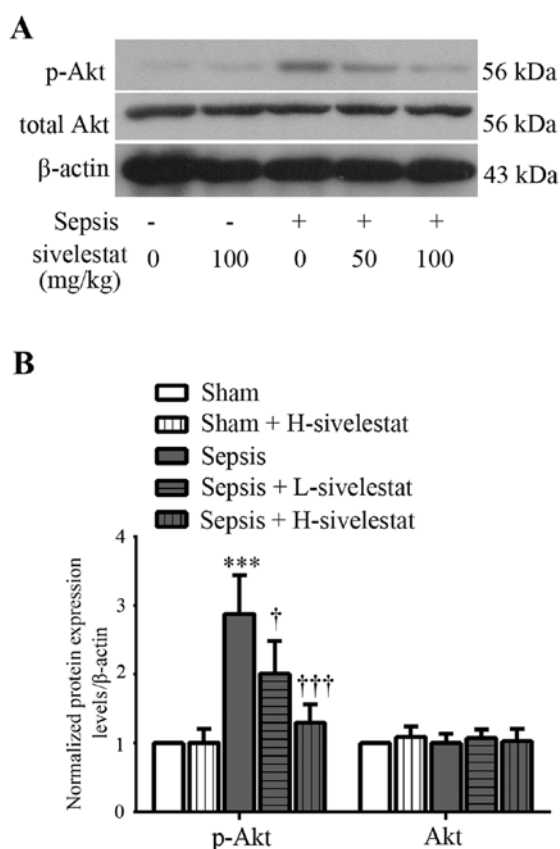 A
p-Akt 56 kDa
total Akt 56 kDa
β-actin 43 kDa
Sepsis - - + + +
sivelestat 0 100 0 50 100
(mg/kg)
B
Sham
Sham + H-sivelestat
Sepsis
Sepsis + L-sivelestat
Sepsis + H-sivelestat
Normalized protein expression
levels/β-actin
4
3
2
1
0
***
†
†††
p-Akt Akt